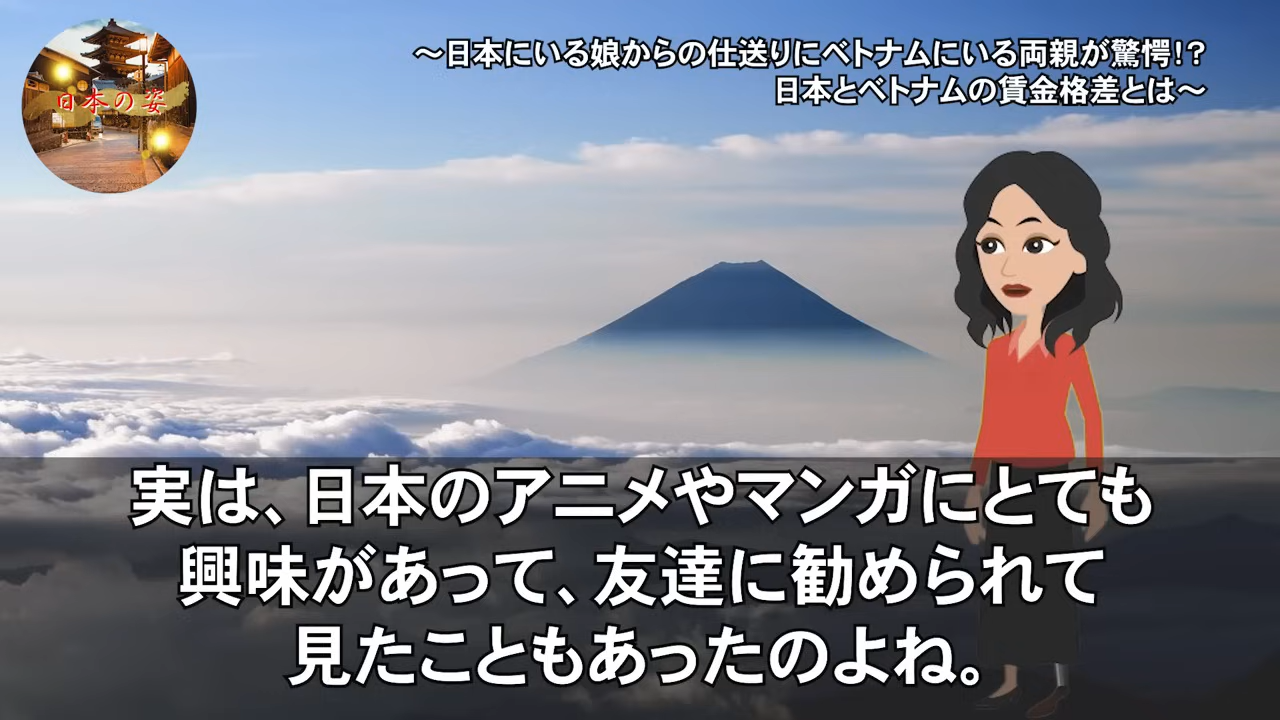 日本の姿
～日本にいる娘からの仕送りにベトナムにいる両親が驚愕!?
日本とベトナムの賃金格差とは～
実は、日本のアニメやマンガにとても
興味があって、友達に勧められて
見たこともあったのよね。